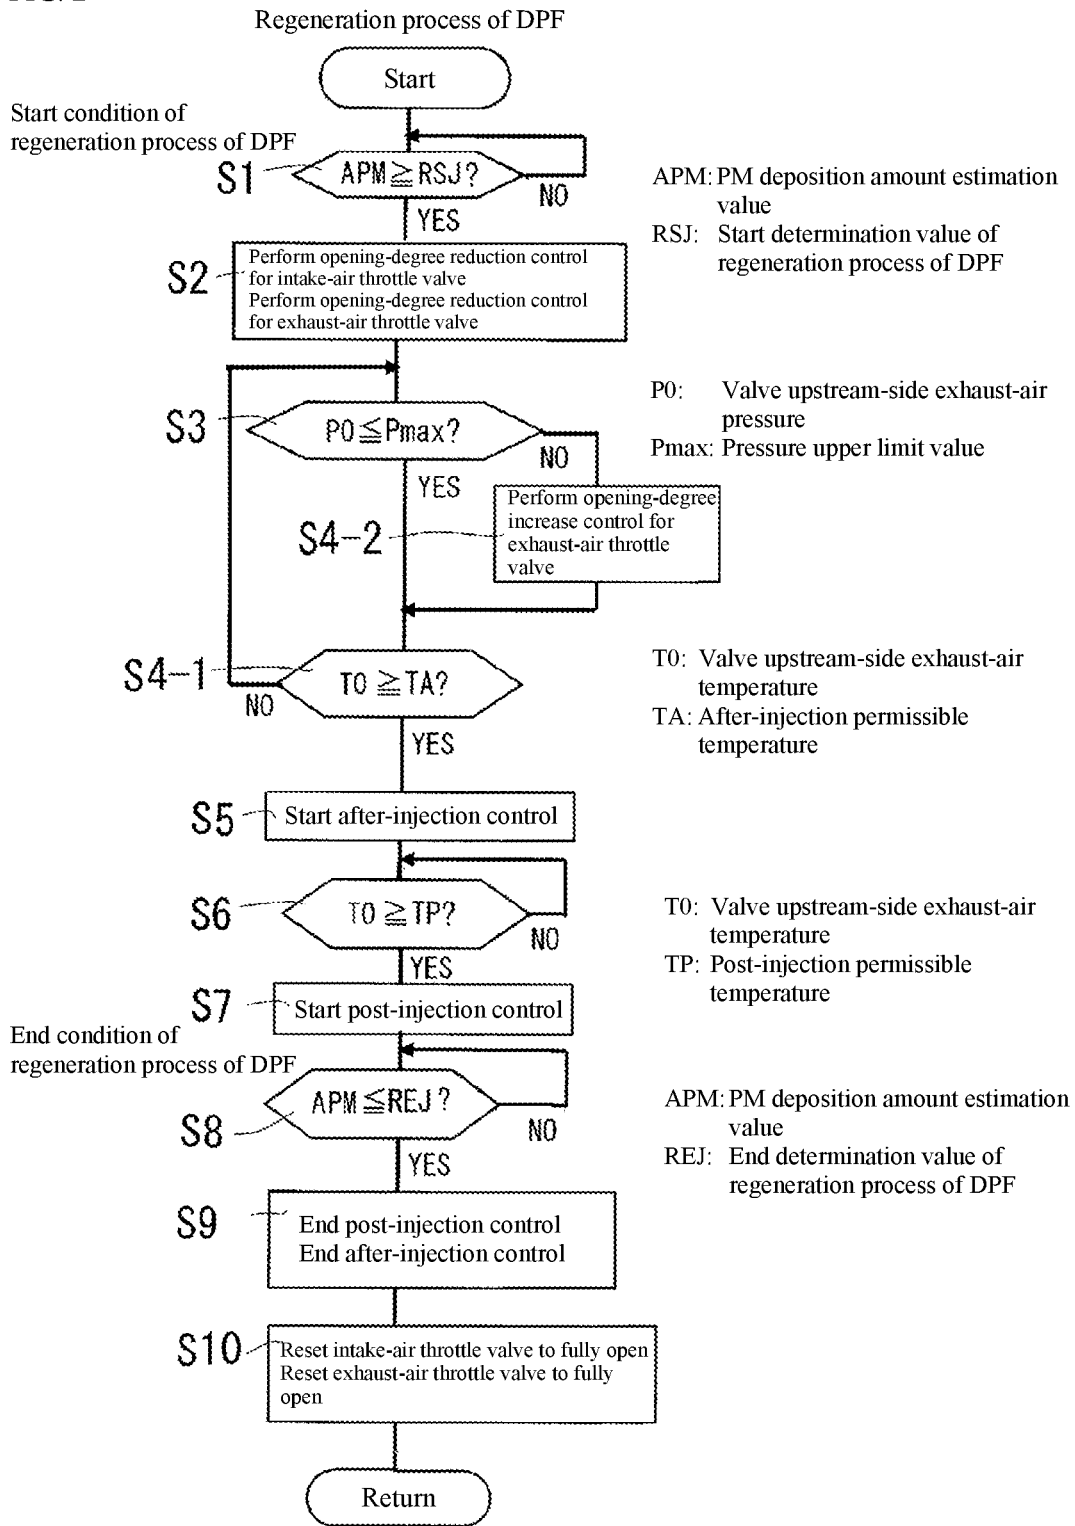 Regeneration process of DPF
Start
Start condition of
regeneration process of DPF
S1
APM≧RSJ?
NO
YES
APM: PM deposition amount estimation
value
RSJ: Start determination value of
regeneration process of DPF
S2
Perform opening-degree reduction control
for intake-air throttle valve
Perform opening-degree reduction control
for exhaust-air throttle valve
S3
P0≦Pmax?
NO
YES
P0: Valve upstream-side exhaust-air
pressure
Pmax: Pressure upper limit value
S4-2
Perform opening-degree
increase control for
exhaust-air throttle
valve
S4-1
T0≧TA?
NO
YES
T0: Valve upstream-side exhaust-air
temperature
TA: After-injection permissible
temperature
S5
Start after-injection control
S6
T0≧TP?
NO
YES
T0: Valve upstream-side exhaust-air
temperature
TP: Post-injection permissible
temperature
S7
Start post-injection control
End condition of
regeneration process of DPF
S8
APM≦REJ?
NO
YES
APM: PM deposition amount estimation
value
REJ: End determination value of
regeneration process of DPF
S9
End post-injection control
End after-injection control
S10
Reset intake-air throttle valve to fully open
Reset exhaust-air throttle valve to fully
open
Return